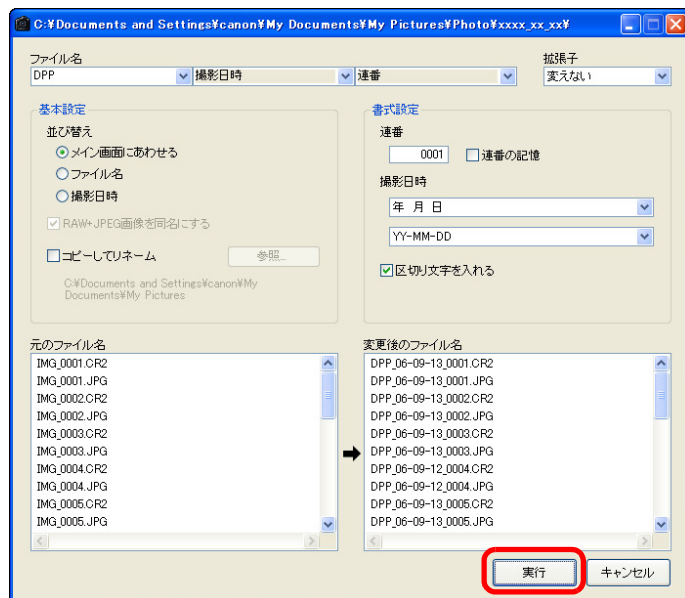 C:¥Documents and Settings¥canon¥My Documents¥My Pictures¥Photo¥xxxx_xx_xx¥
ファイル名
拡張子
DPP
撮影日時
連番
変えない
基本設定
並び替え
メイン画面にあわせる
ファイル名
撮影日時
RAW+JPEG画像を同名にする
コピーしてリネーム
参照...
C:¥Documents and Settings¥canon¥My
Documents¥My Pictures
書式設定
連番
0001
連番の記憶
撮影日時
年 月 日
YY-MM-DD
区切り文字を入れる
元のファイル名
IMG_0001.CR2
IMG_0001.JPG
IMG_0002.CR2
IMG_0002.JPG
IMG_0003.CR2
IMG_0003.JPG
IMG_0004.CR2
IMG_0004.JPG
IMG_0005.CR2
IMG_0005.JPG
変更後のファイル名
DPP_06-09-13_0001.CR2
DPP_06-09-13_0001.JPG
DPP_06-09-13_0002.CR2
DPP_06-09-13_0002.JPG
DPP_06-09-13_0003.CR2
DPP_06-09-13_0003.JPG
DPP_06-09-12_0004.CR2
DPP_06-09-12_0004.JPG
DPP_06-09-13_0005.CR2
DPP_06-09-13_0005.JPG
実行
キャンセル